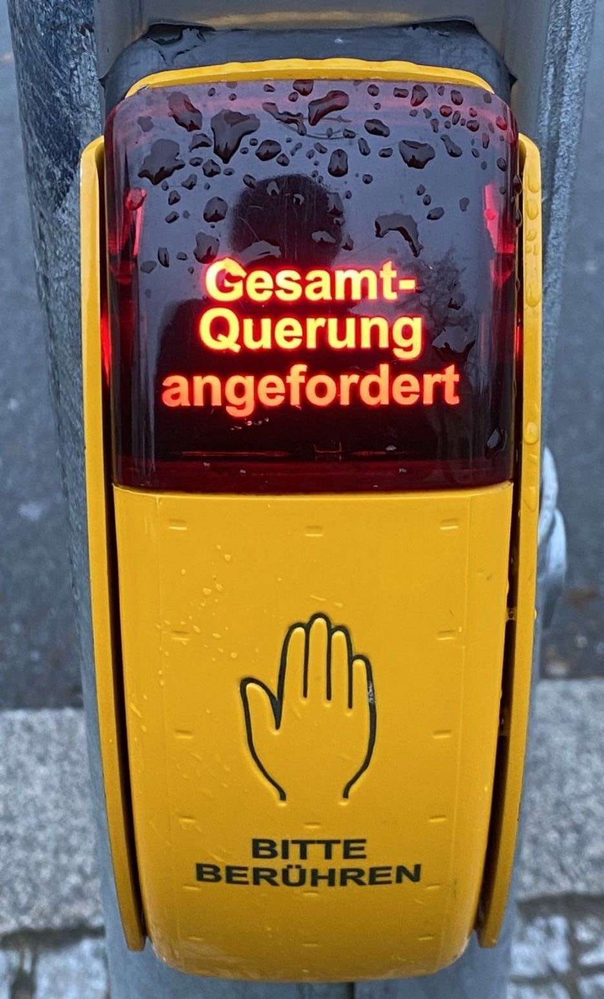 Gesamt-
Querung
angefordert
BITTE
BERÜHREN